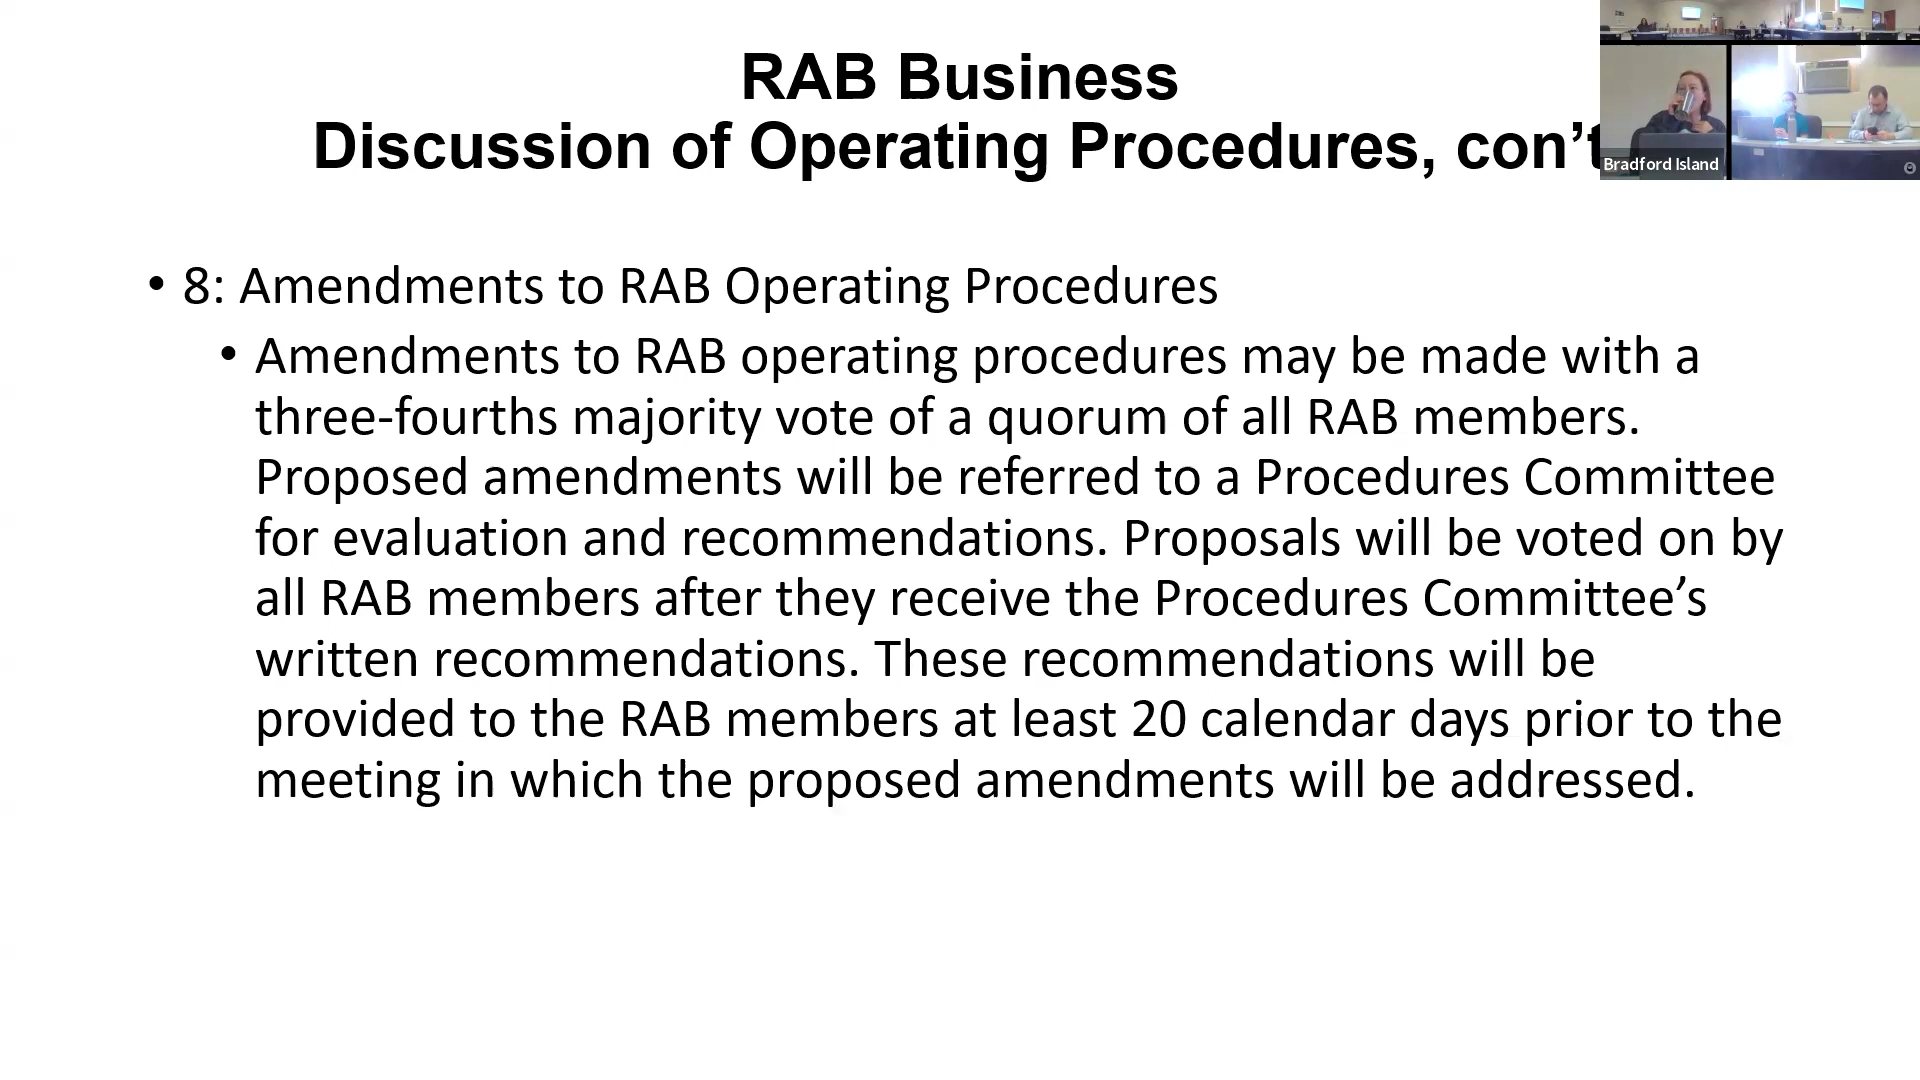 RAB Business
Discussion of Operating Procedures, con’t
Bradford Island
• 8: Amendments to RAB Operating Procedures
• Amendments to RAB operating procedures may be made with a
three-fourths majority vote of a quorum of all RAB members.
Proposed amendments will be referred to a Procedures Committee
for evaluation and recommendations. Proposals will be voted on by
all RAB members after they receive the Procedures Committee’s
written recommendations. These recommendations will be
provided to the RAB members at least 20 calendar days prior to the
meeting in which the proposed amendments will be addressed.